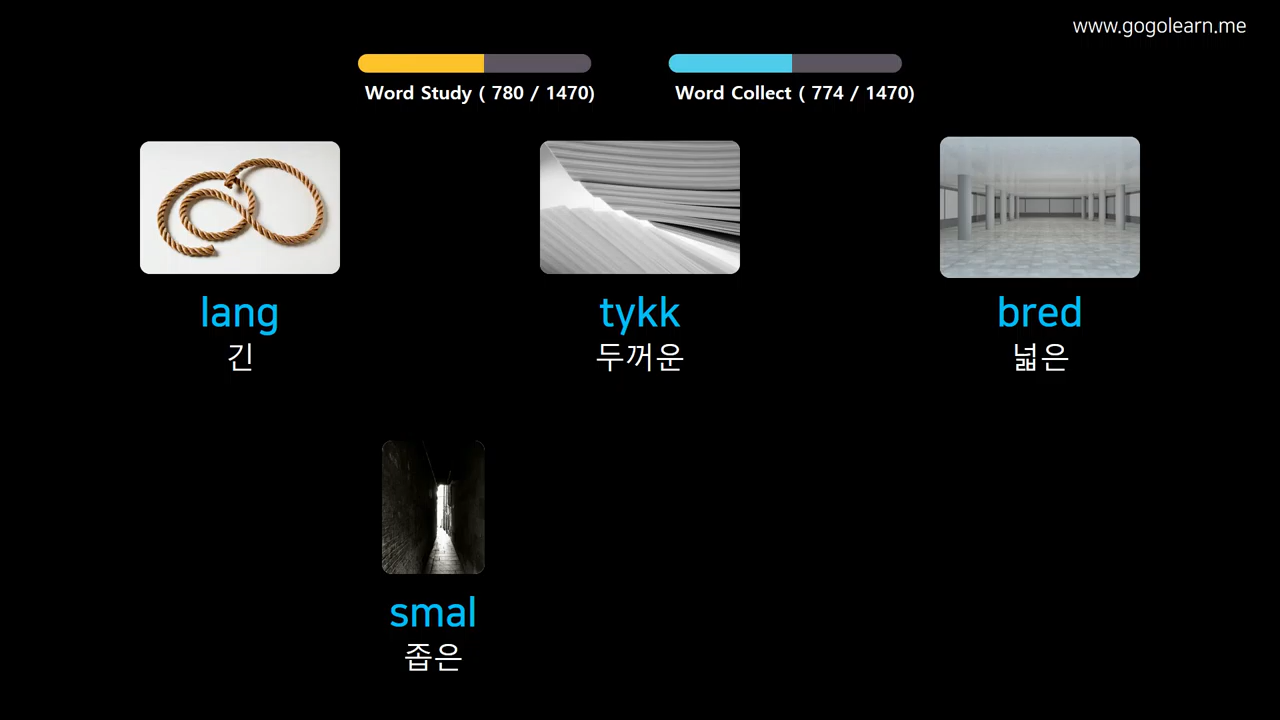 www.gogolearn.me
Word Study ( 780 / 1470)
Word Collect ( 774 / 1470)
lang
긴
tykk
두꺼운
bred
넓은
smal
좁은